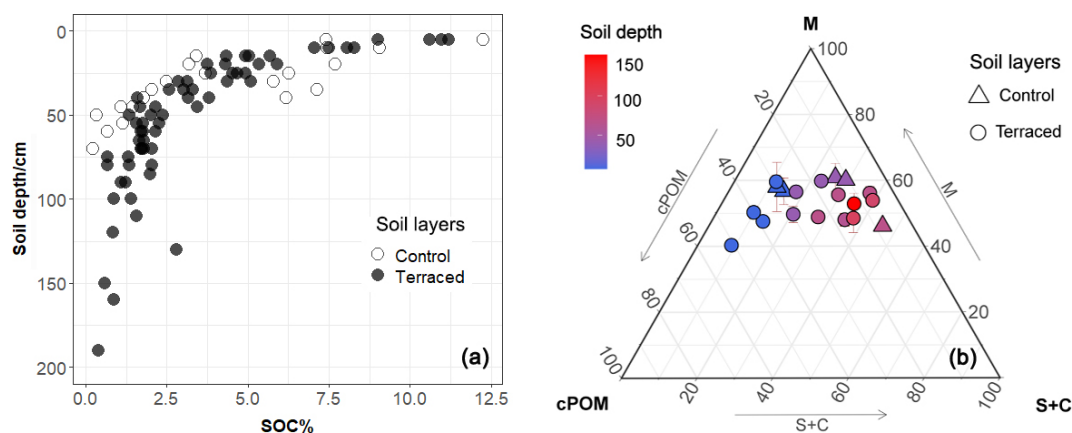 0
50
100
150
200
Soil depth/cm
0.0
2.5
5.0
7.5
10.0
12.5
SOC%
Soil layers
Control
Terraced
(a)
Soil depth
150
100
50
M
100
80
60
40
20
M
Soil layers
Control
Terraced
20
40
60
80
100
cPOM
cPOM
20
40
60
80
100
S+C
S+C
(b)